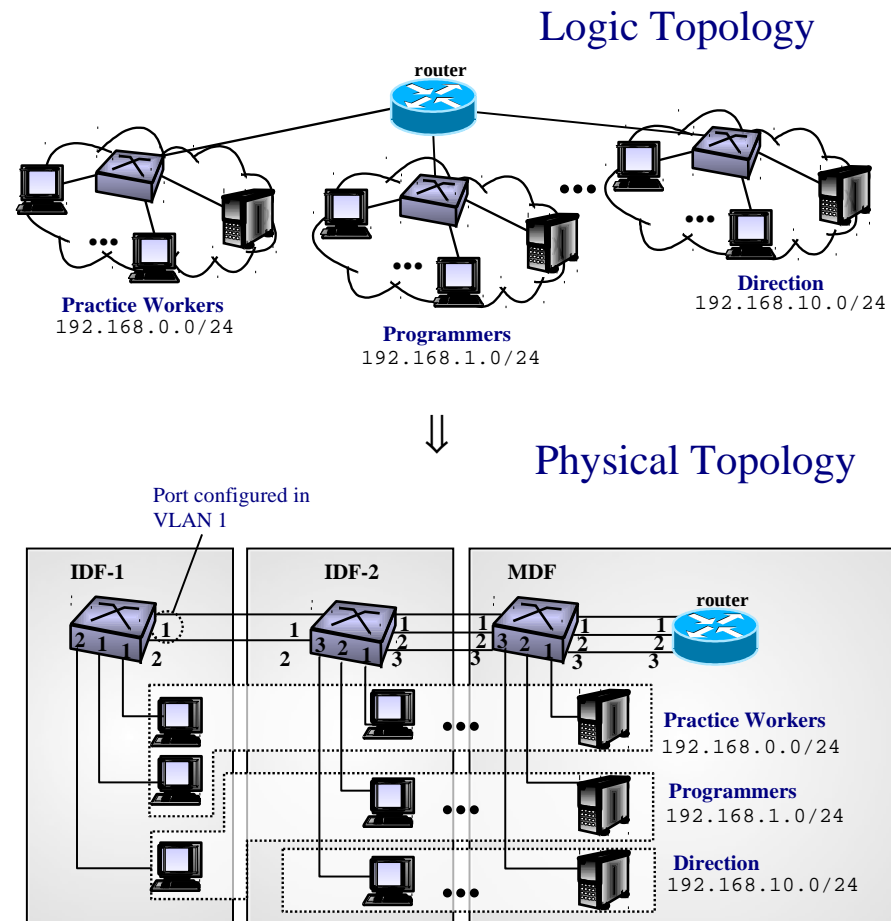 Logic Topology
router
•••
•••
•••
•••
Practice Workers
192.168.0.0/24
Programmers
192.168.1.0/24
Direction
192.168.10.0/24
⇓
Physical Topology
Port configured in
VLAN 1
IDF-1
IDF-2
MDF
router
1
2
1
2
1
2
3
1
2
3
1
2
3
1
2
3
2 1 1
3 2 1
3 2 1
•••
•••
•••
Practice Workers
192.168.0.0/24
Programmers
192.168.1.0/24
Direction
192.168.10.0/24